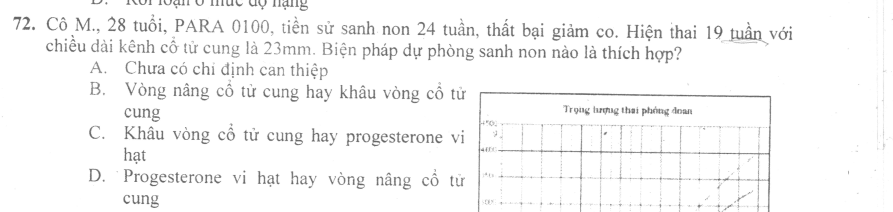 D. Rối loạn ở mức độ nặng
72. Cô M., 28 tuổi, PARA 0100, tiền sử sanh non 24 tuần, thất bại giảm co. Hiện thai 19 tuần với
chiều dài kênh cổ tử cung là 23mm. Biện pháp dự phòng sanh non nào là thích hợp?
A. Chưa có chỉ định can thiệp
B. Vòng nâng cổ tử cung hay khâu vòng cổ tử
cung
C. Khâu vòng cổ tử cung hay progesterone vi
hạt
D. Progesterone vi hạt hay vòng nâng cổ tử
cung
Trọng lượng thai phỏng đoán